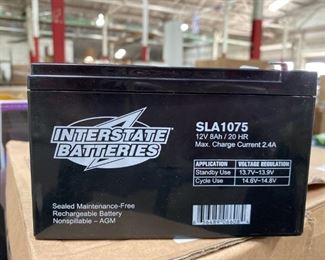 SLA1075
12V 8Ah / 20 HR
Max. Charge Current 2.4A
INTERSTATE
BATTERIES
APPLICATION VOLTAGE REGULATION
Standby Use 13.7V~13.9V
Cycle Use 14.6V~14.8V
Sealed Maintenance-Free
Rechargeable Battery
Nonspillable – AGM